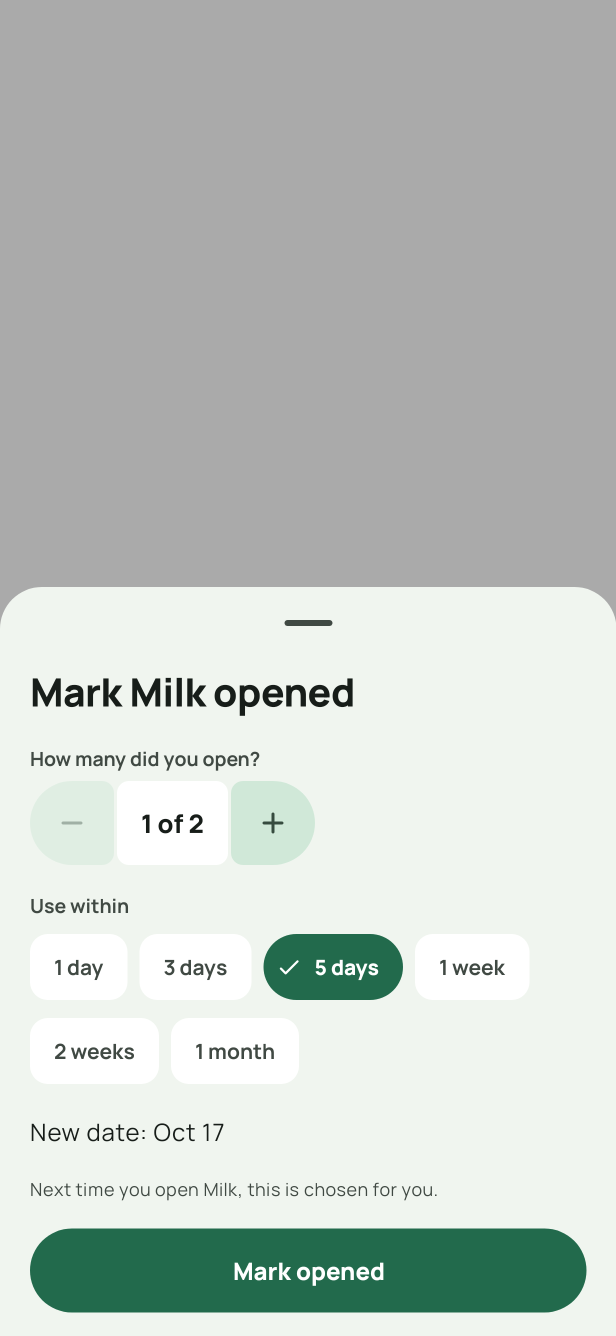 Mark Milk opened
How many did you open?
1 of 2
Use within
1 day 3 days 5 days 1 week
2 weeks 1 month
New date: Oct 17
Next time you open Milk, this is chosen for you.
Mark opened